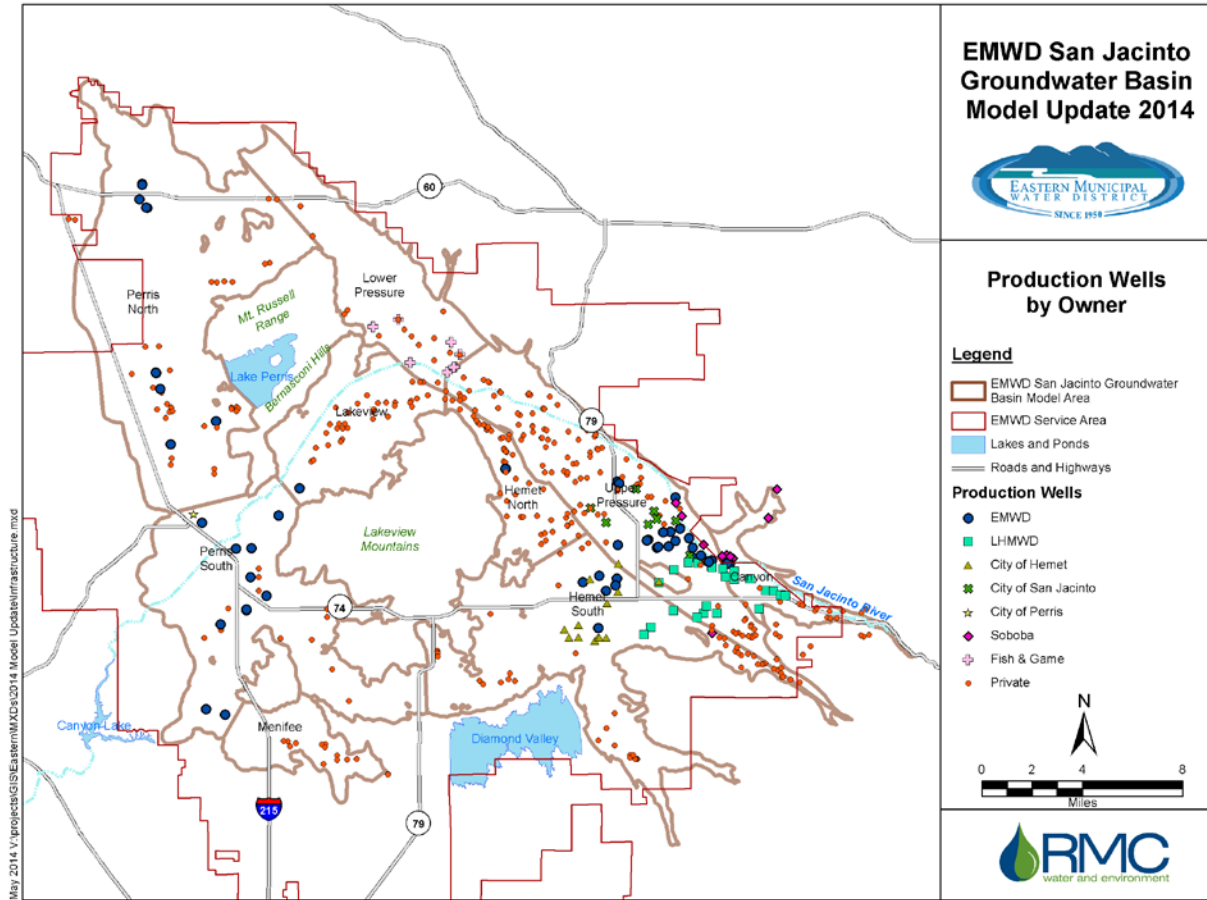 EMWD San Jacinto
Groundwater Basin
Model Update 2014
EASTERN MUNICIPAL
WATER DISTRICT
SINCE 1950
Production Wells
by Owner
Legend
EMWD San Jacinto Groundwater
Basin Model Area
EMWD Service Area
Lakes and Ponds
Roads and Highways
Production Wells
EMWD
LHMWD
City of Hemet
City of San Jacinto
City of Perris
Soboba
Fish & Game
Private
N
0 2 4 8
Miles
RMC
water and environment
60
Lower
Pressure
Perris
North
Mt. Russell
Range
Lake Perris
Bernasconi Hills
Lakeview
79
Hemet
North
Upper
Pressure
Lakeview
Mountains
Perris
South
Canyon
San Jacinto River
74
Hemet
South
Canyon Lake
Menifee
Diamond Valley
215
79
May 2014 V:\projects\GIS\Eastern\MXDs\2014 Model Update\Infrastructure.mxd